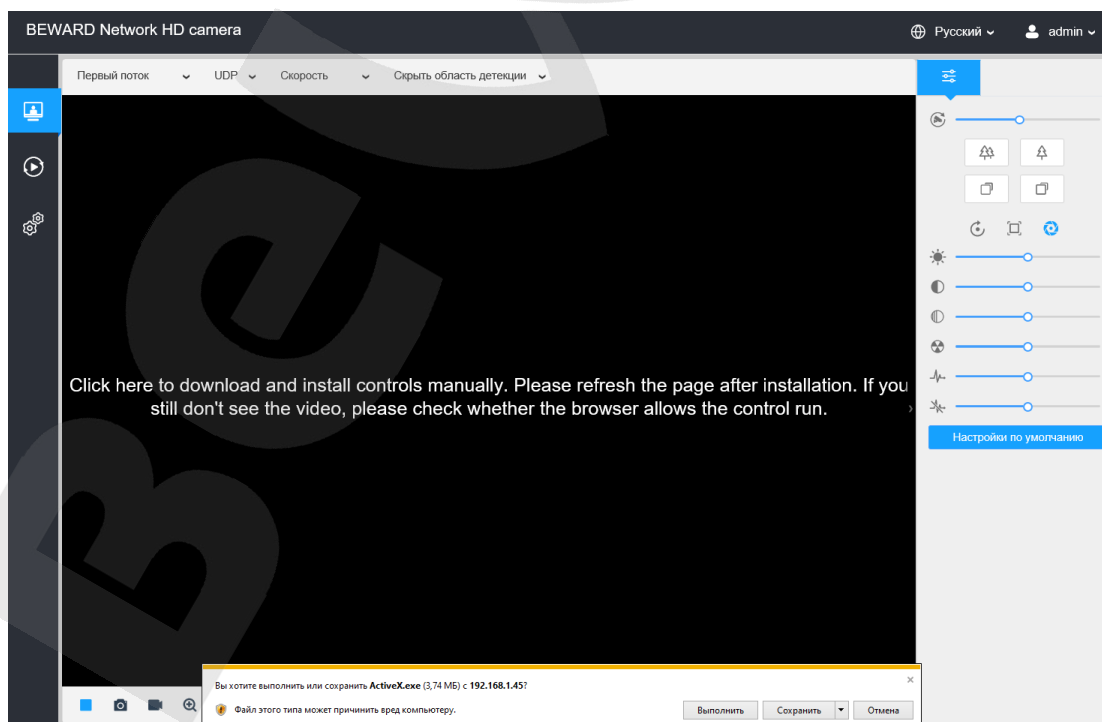 BEWARD Network HD camera
Русский
admin
Первый поток
UDP
Скорость
Скрыть область детекции
Click here to download and install controls manually. Please refresh the page after installation. If you
still don't see the video, please check whether the browser allows the control run.
Настройки по умолчанию
Вы хотите выполнить или сохранить ActiveX.exe (3,74 МБ) с 192.168.1.45?
Файл этого типа может причинить вред компьютеру.
Выполнить
Сохранить
Отмена